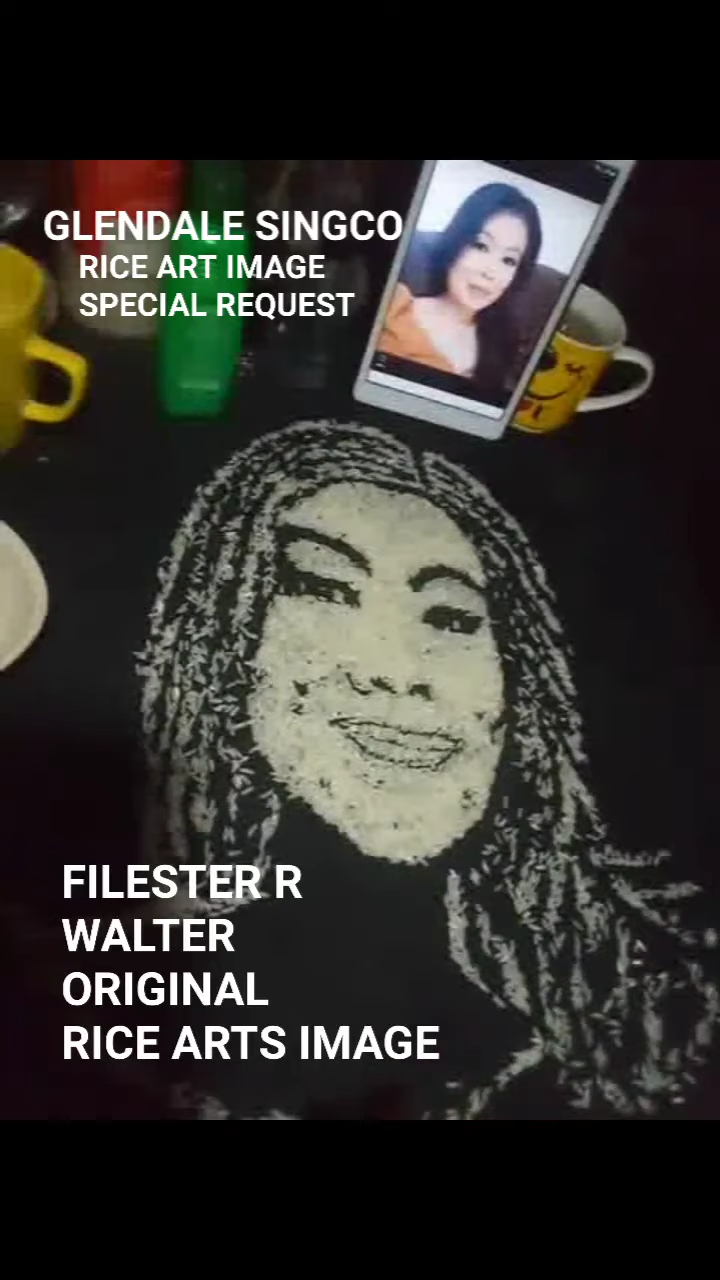 GLENDALE SINGCO
RICE ART IMAGE
SPECIAL REQUEST
FILESTER R
WALTER
ORIGINAL
RICE ARTS IMAGE